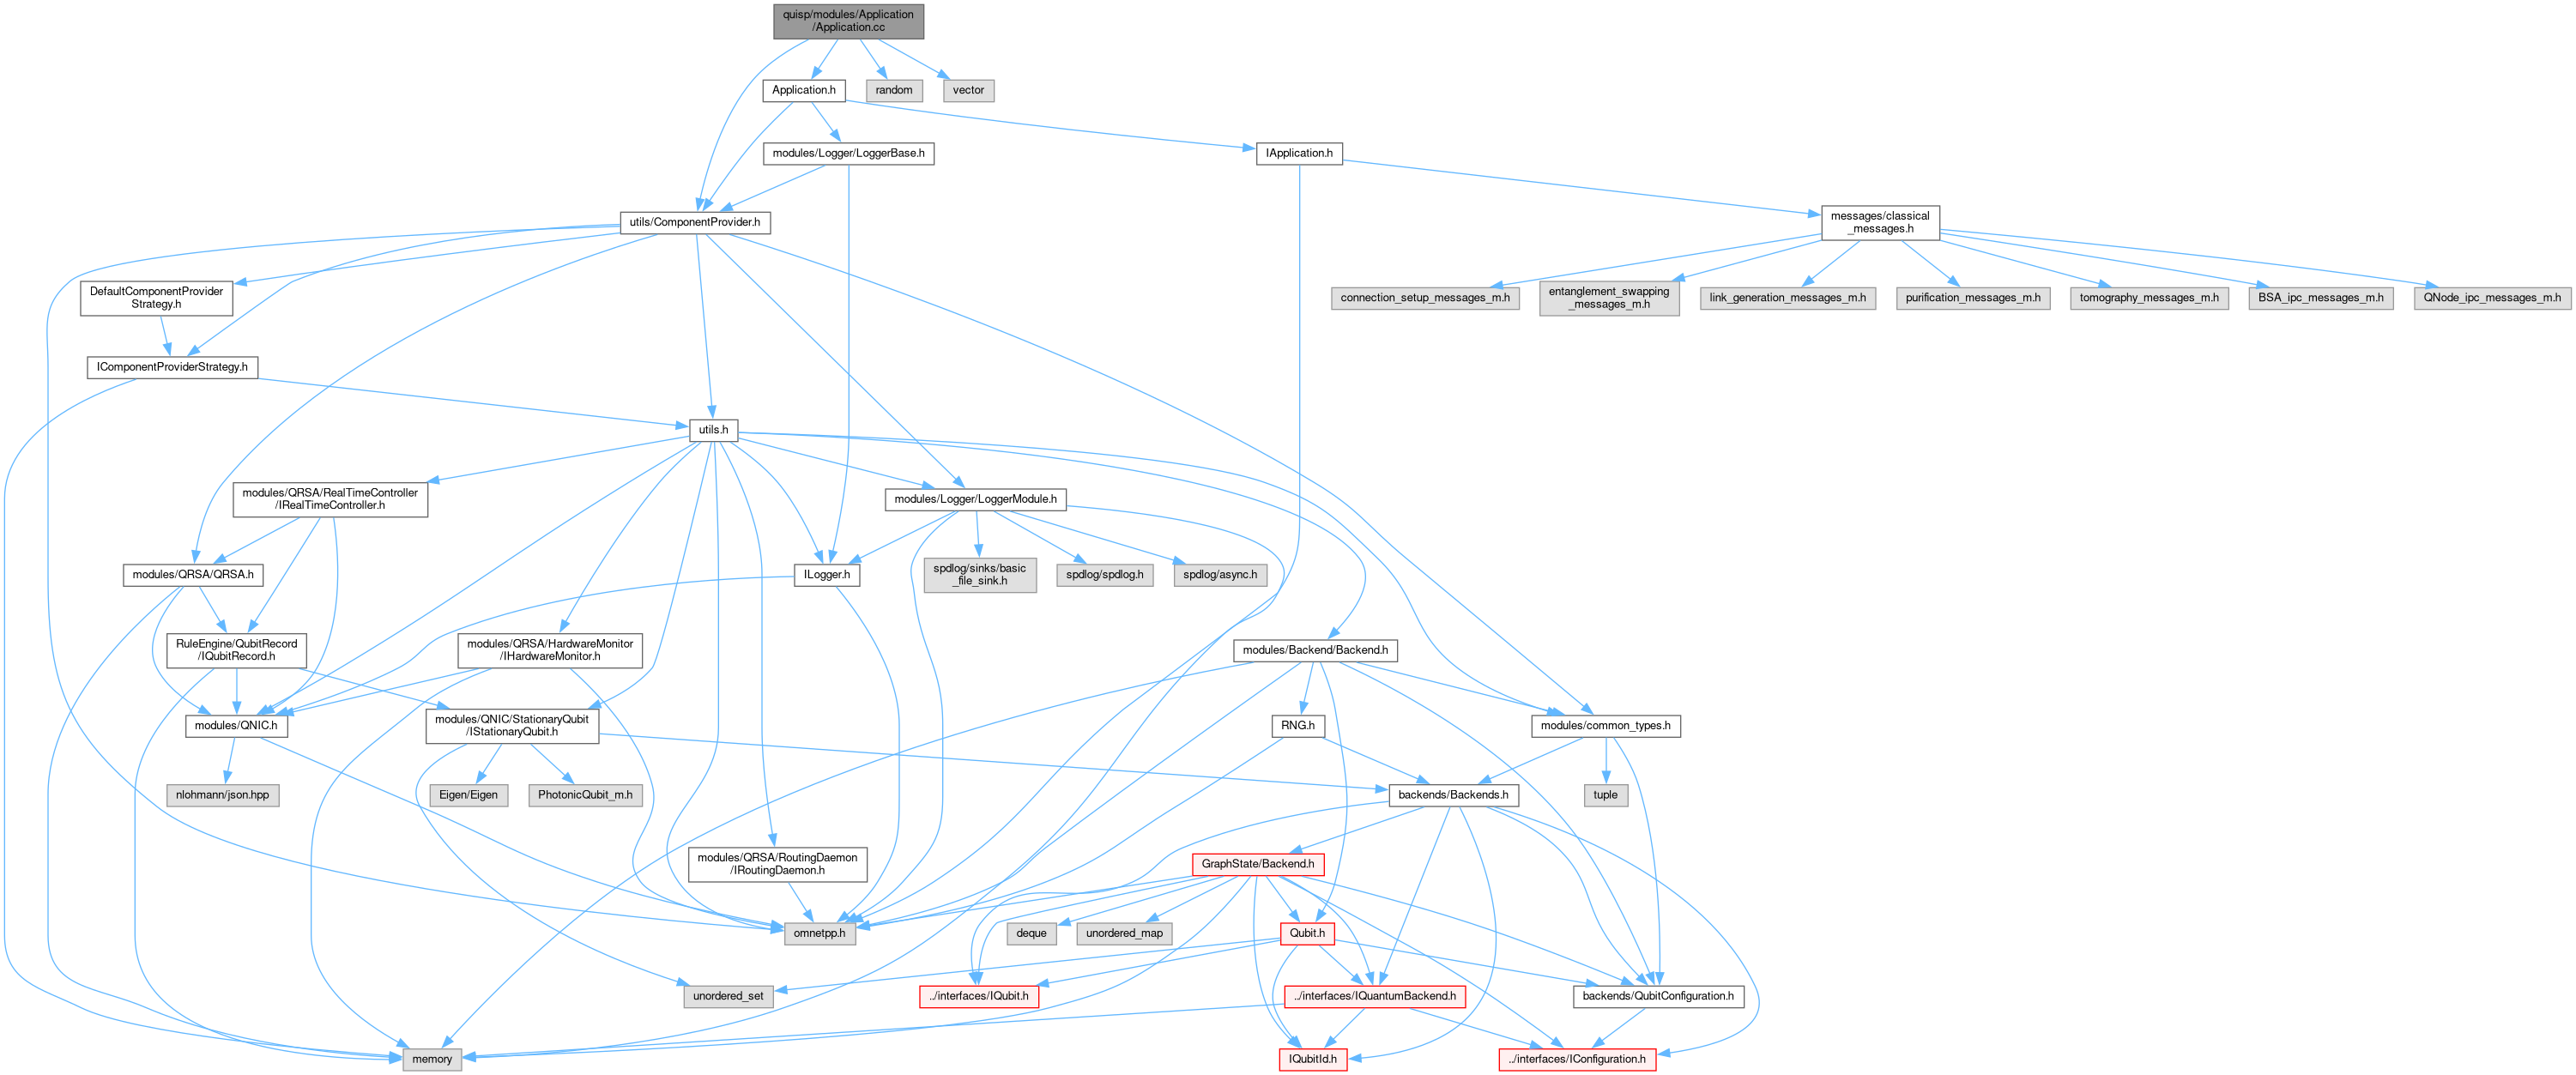 quisp/modules/Application
/Application.cc
Application.h
random
vector
modules/Logger/LoggerBase.h
IApplication.h
utils/ComponentProvider.h
messages/classical
_messages.h
DefaultComponentProvider
Strategy.h
connection_setup_messages_m.h
entanglement_swapping
_messages_m.h
link_generation_messages_m.h
purification_messages_m.h
tomography_messages_m.h
BSA_ipc_messages_m.h
QNode_ipc_messages_m.h
IComponentProviderStrategy.h
utils.h
modules/QRSA/RealTimeController
/IRealTimeController.h
modules/Logger/LoggerModule.h
modules/QRSA/QRSA.h
ILogger.h
spdlog/sinks/basic
_file_sink.h
spdlog/spdlog.h
spdlog/async.h
RuleEngine/QubitRecord
/IQubitRecord.h
modules/QRSA/HardwareMonitor
/IHardwareMonitor.h
modules/Backend/Backend.h
modules/QNIC.h
modules/QNIC/StationaryQubit
/IStationaryQubit.h
RNG.h
modules/common_types.h
nlohmann/json.hpp
Eigen/Eigen
PhotonicQubit_m.h
backends/Backends.h
tuple
modules/QRSA/RoutingDaemon
/IRoutingDaemon.h
GraphState/Backend.h
omnetpp.h
deque
unordered_map
Qubit.h
unordered_set
../interfaces/IQubit.h
../interfaces/IQuantumBackend.h
backends/QubitConfiguration.h
memory
IQubitId.h
../interfaces/IConfiguration.h